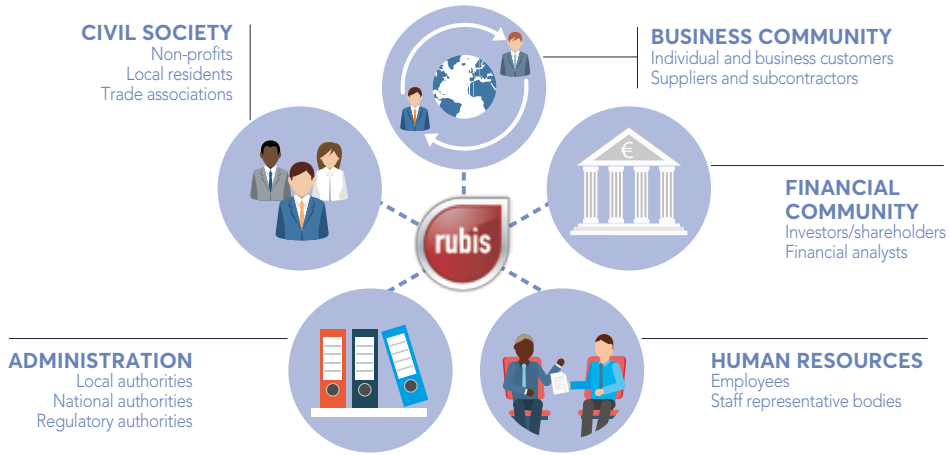 CIVIL SOCIETY
Non-profits
Local residents
Trade associations
BUSINESS COMMUNITY
Individual and business customers
Suppliers and subcontractors
€
FINANCIAL
COMMUNITY
Investors/shareholders
Financial analysts
rubis
ADMINISTRATION
Local authorities
National authorities
Regulatory authorities
HUMAN RESOURCES
Employees
Staff representative bodies